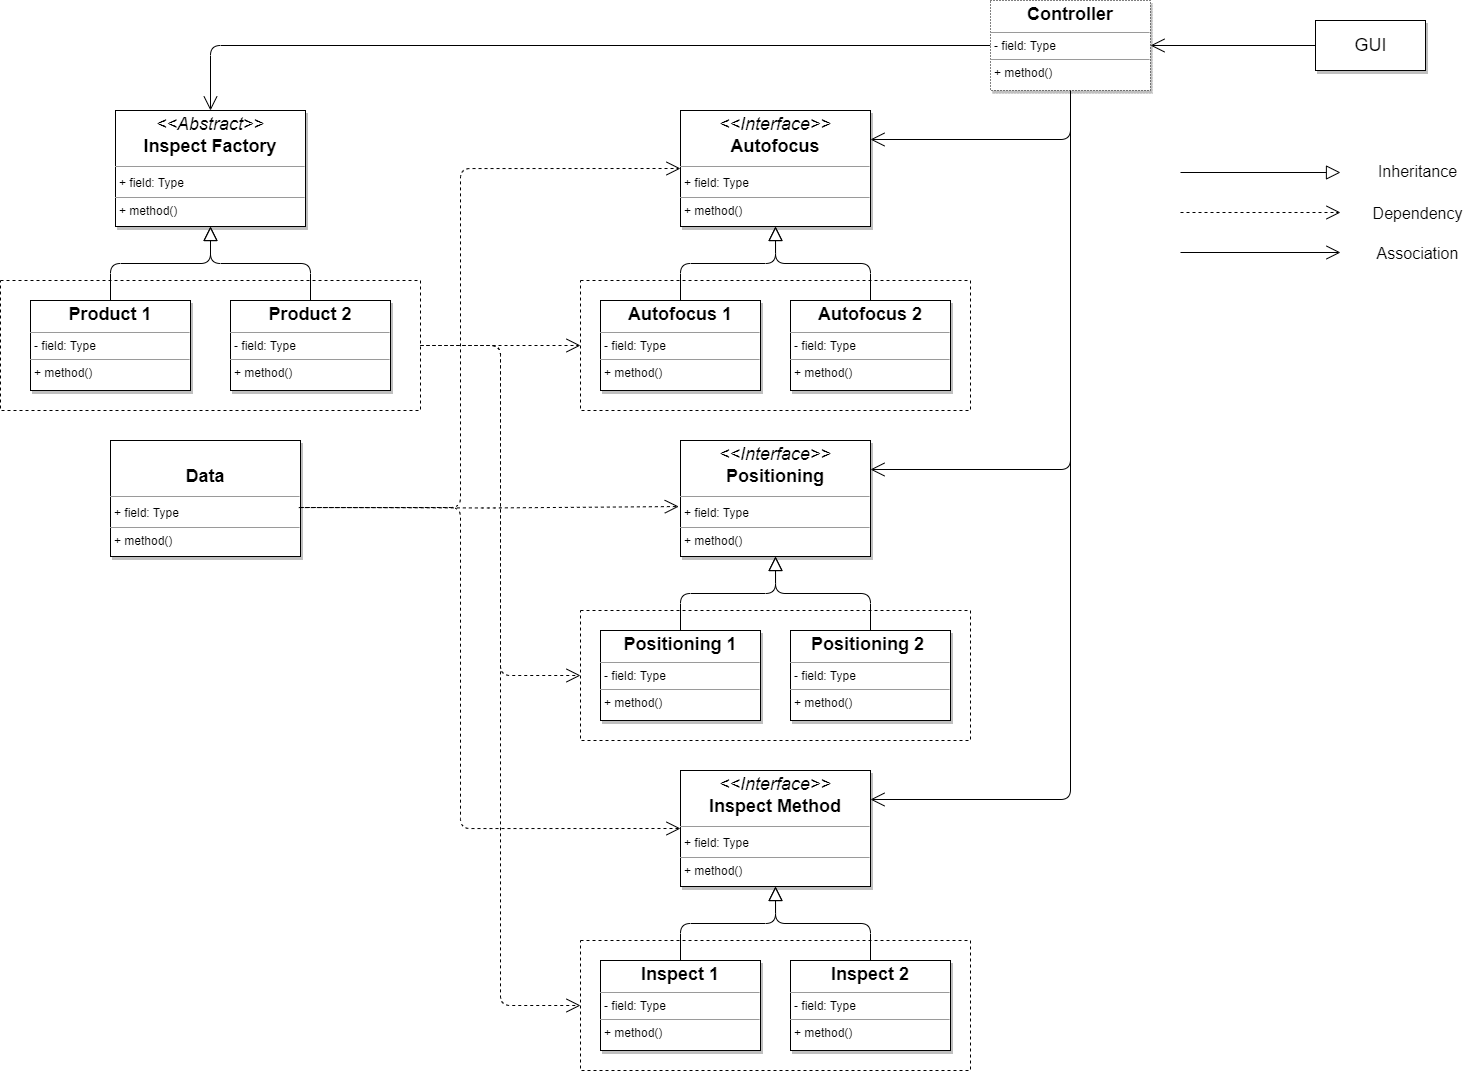 Controller
- field: Type
+ method()
GUI
<<Abstract>>
Inspect Factory
+ field: Type
+ method()
<<Interface>>
Autofocus
+ field: Type
+ method()
Inheritance
Dependency
Association
Product 1
- field: Type
+ method()
Product 2
- field: Type
+ method()
Autofocus 1
- field: Type
+ method()
Autofocus 2
- field: Type
+ method()
Data
+ field: Type
+ method()
<<Interface>>
Positioning
+ field: Type
+ method()
Positioning 1
- field: Type
+ method()
Positioning 2
- field: Type
+ method()
<<Interface>>
Inspect Method
+ field: Type
+ method()
Inspect 1
- field: Type
+ method()
Inspect 2
- field: Type
+ method()